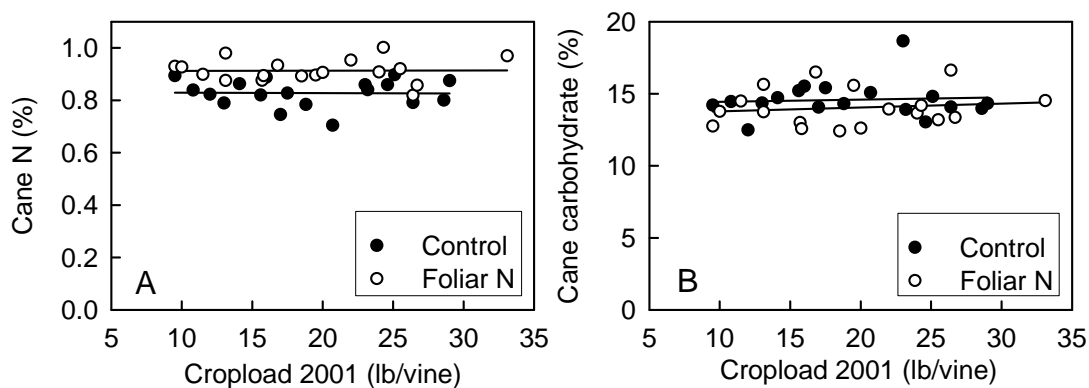 Cane N (%)
1.0
0.8
0.6
0.4
0.2
0.0
A
Control
Foliar N
5 10 15 20 25 30 35
Cropload 2001 (lb/vine)
Cane carbohydrate (%)
20
15
10
5
0
B
Control
Foliar N
5 10 15 20 25 30 35
Cropload 2001 (lb/vine)